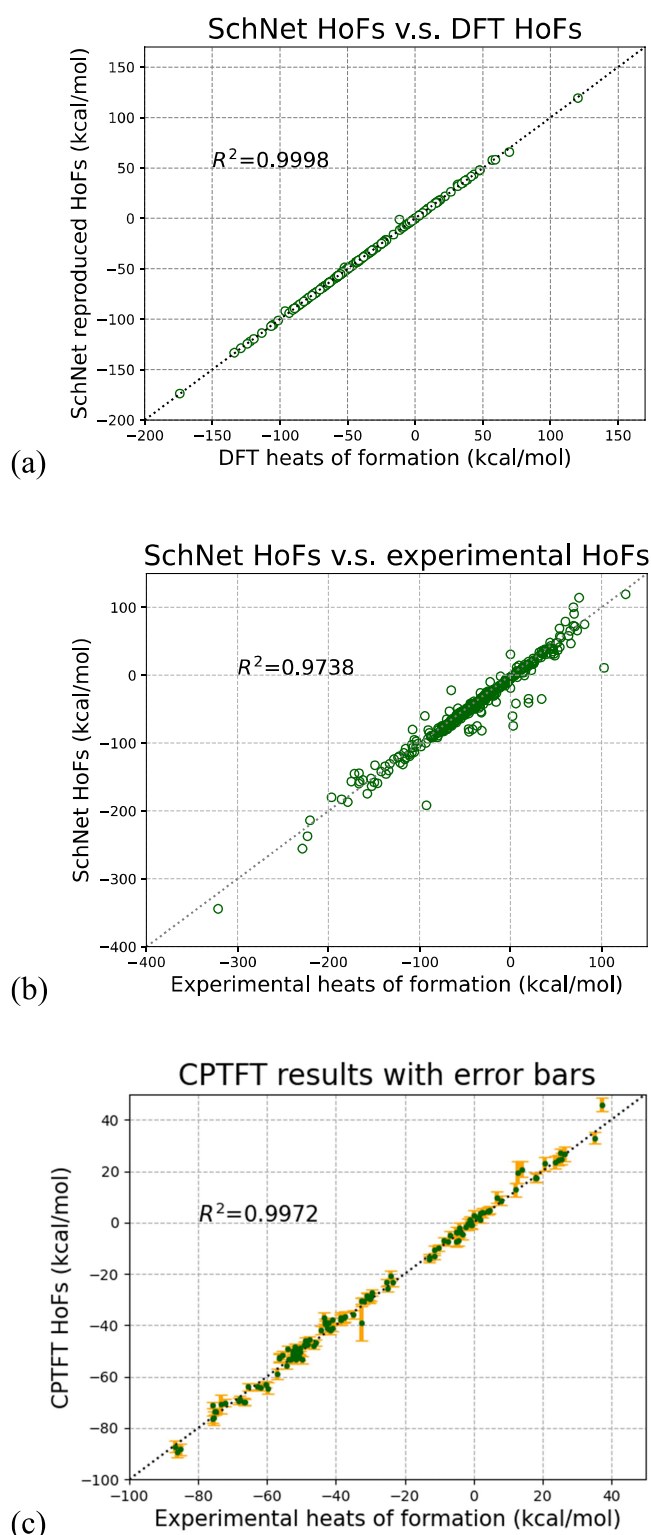 SchNet HoFs v.s. DFT HoFs
SchNet reproduced HoFs (kcal/mol)
150
100
50
0
−50
−100
−150
−200
R²=0.9998
−200 −150 −100 −50 0 50 100 150
DFT heats of formation (kcal/mol)
(a)
SchNet HoFs v.s. experimental HoFs
SchNet HoFs (kcal/mol)
100
0
−100
−200
−300
−400
R²=0.9738
−400 −300 −200 −100 0 100
Experimental heats of formation (kcal/mol)
(b)
CPTFT results with error bars
CPTFT HoFs (kcal/mol)
40
20
0
−20
−40
−60
−80
−100
R²=0.9972
−100 −80 −60 −40 −20 0 20 40
Experimental heats of formation (kcal/mol)
(c)